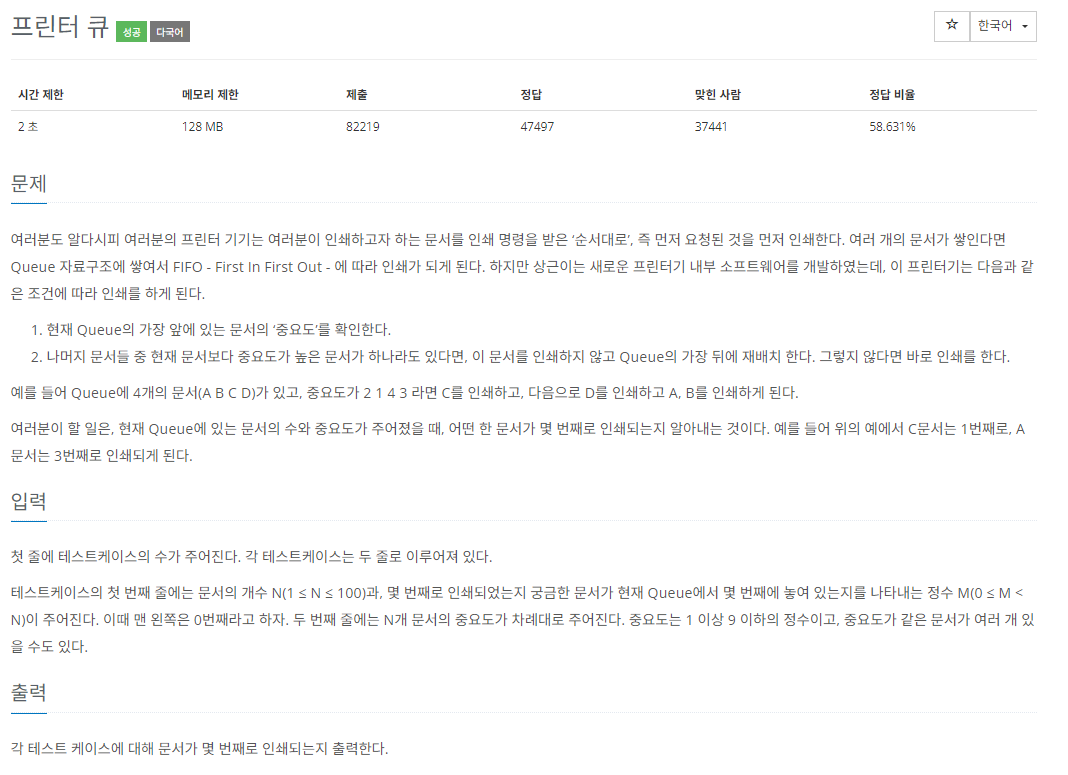 프린터 큐 성공 다국어
☆ 한국어
시간 제한 메모리 제한 제출 정답 맞힌 사람 정답 비율
2 초 128 MB 82219 47497 37441 58.631%
문제
여러분도 알다시피 여러분의 프린터 기기는 여러분이 인쇄하고자 하는 문서를 인쇄 명령을 받은 ‘순서대로’, 즉 먼저 요청된 것을 먼저 인쇄한다. 여러 개의 문서가 쌓인다면
Queue 자료구조에 쌓여서 FIFO - First In First Out - 에 따라 인쇄가 되게 된다. 하지만 상근이는 새로운 프린터기 내부 소프트웨어를 개발하였는데, 이 프린터기는 다음과 같
은 조건에 따라 인쇄를 하게 된다.
1. 현재 Queue의 가장 앞에 있는 문서의 ‘중요도’를 확인한다.
2. 나머지 문서들 중 현재 문서보다 중요도가 높은 문서가 하나라도 있다면, 이 문서를 인쇄하지 않고 Queue의 가장 뒤에 재배치 한다. 그렇지 않다면 바로 인쇄를 한다.
예를 들어 Queue에 4개의 문서(A B C D)가 있고, 중요도가 2 1 4 3 라면 C를 인쇄하고, 다음으로 D를 인쇄하고 A, B를 인쇄하게 된다.
여러분이 할 일은, 현재 Queue에 있는 문서의 수와 중요도가 주어졌을 때, 어떤 한 문서가 몇 번째로 인쇄되는지 알아내는 것이다. 예를 들어 위의 예에서 C문서는 1번째로, A
문서는 3번째로 인쇄되게 된다.
입력
첫 줄에 테스트케이스의 수가 주어진다. 각 테스트케이스는 두 줄로 이루어져 있다.
테스트케이스의 첫 번째 줄에는 문서의 개수 N(1 ≤ N ≤ 100)과, 몇 번째로 인쇄되었는지 궁금한 문서가 현재 Queue에서 몇 번째에 놓여 있는지를 나타내는 정수 M(0 ≤ M <
N)이 주어진다. 이때 맨 왼쪽은 0번째라고 하자. 두 번째 줄에는 N개 문서의 중요도가 차례대로 주어진다. 중요도는 1 이상 9 이하의 정수이고, 중요도가 같은 문서가 여러 개 있
을 수도 있다.
출력
각 테스트 케이스에 대해 문서가 몇 번째로 인쇄되는지 출력한다.